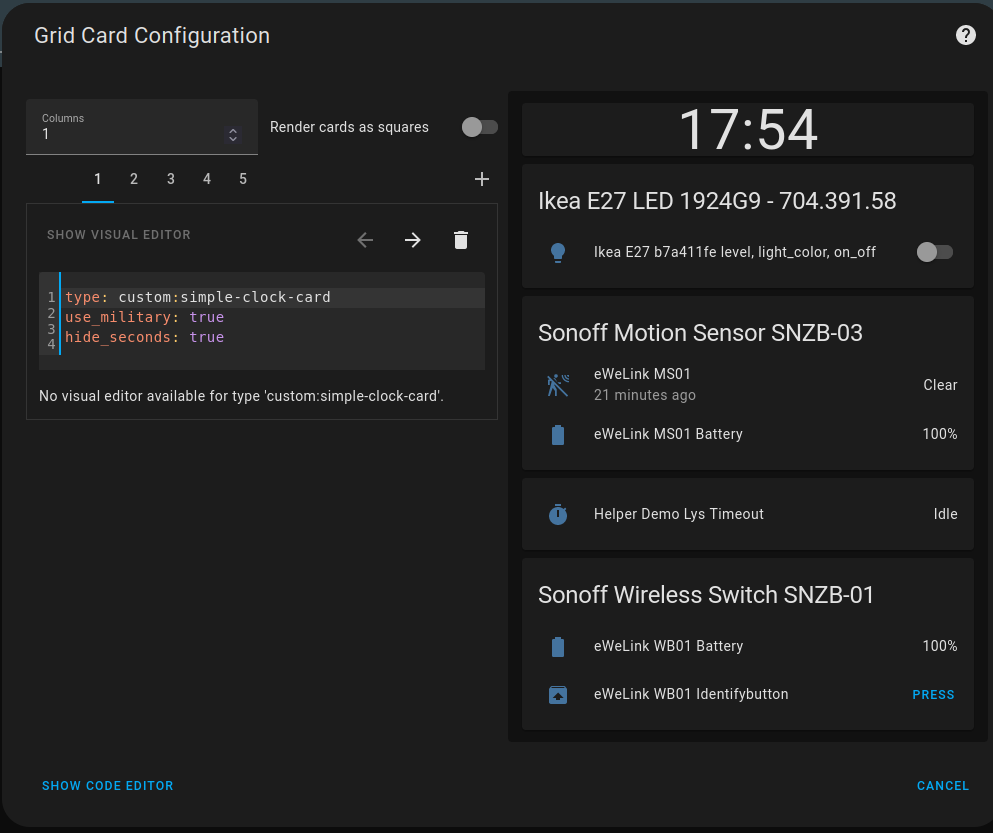 Grid Card Configuration
?
Columns
1
Render cards as squares
1 2 3 4 5
SHOW VISUAL EDITOR
1 type: custom:simple-clock-card
2 use_military: true
3 hide_seconds: true
4
No visual editor available for type 'custom:simple-clock-card'.
17:54
Ikea E27 LED 1924G9 - 704.391.58
Ikea E27 b7a411fe level, light_color, on_off
Sonoff Motion Sensor SNZB-03
eWeLink MS01
21 minutes ago
Clear
eWeLink MS01 Battery 100%
Helper Demo Lys Timeout Idle
Sonoff Wireless Switch SNZB-01
eWeLink WB01 Battery 100%
eWeLink WB01 Identifybutton PRESS
SHOW CODE EDITOR
CANCEL